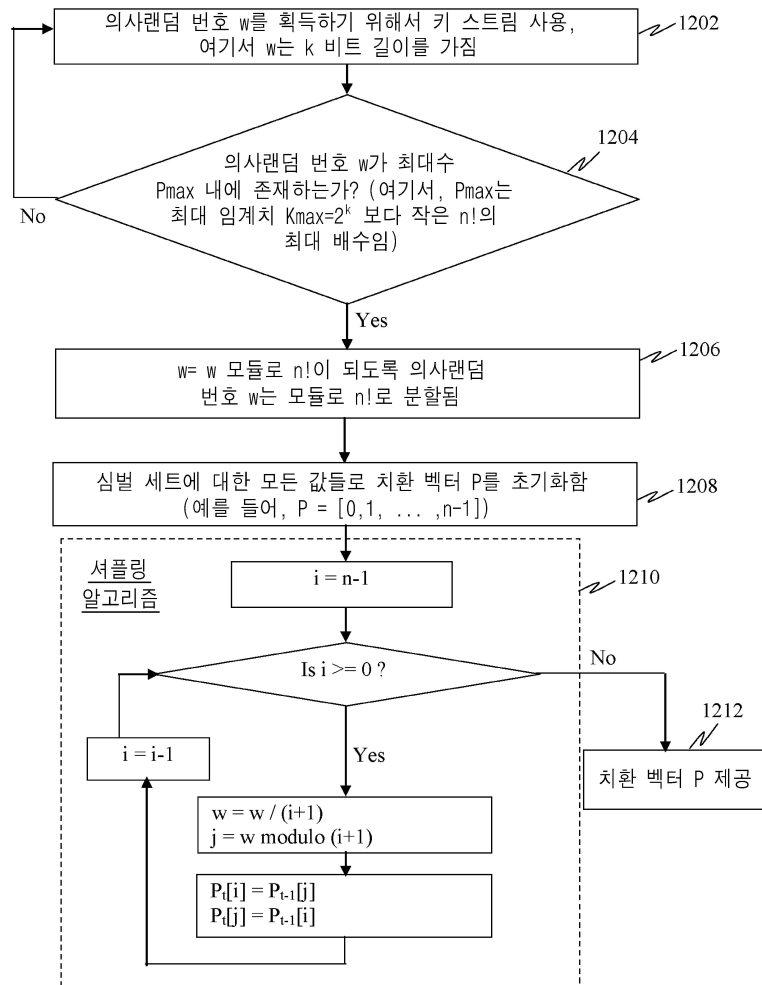 의사랜덤 번호 w를 획득하기 위해서 키 스트림 사용,
여기서 w는 k 비트 길이를 가짐
1202
1204
의사랜덤 번호 w가 최대수
Pmax 내에 존재하는가? (여기서, Pmax는
최대 임계치 Kmax=2ᵏ 보다 작은 n!의
최대 배수임)
No
Yes
1206
w= w 모듈로 n!이 되도록 의사랜덤
번호 w는 모듈로 n!로 분할됨
심벌 세트에 대한 모든 값들로 치환 벡터 P를 초기화함
(예를 들어, P = [0,1, ... ,n-1])
1208
셔플링
알고리즘
i = n-1
1210
Is i >= 0 ?
No
1212
i = i-1
Yes
치환 벡터 P 제공
w = w / (i+1)
j = w modulo (i+1)
Pₜ[i] = Pₜ₋₁[j]
Pₜ[j] = Pₜ₋₁[i]